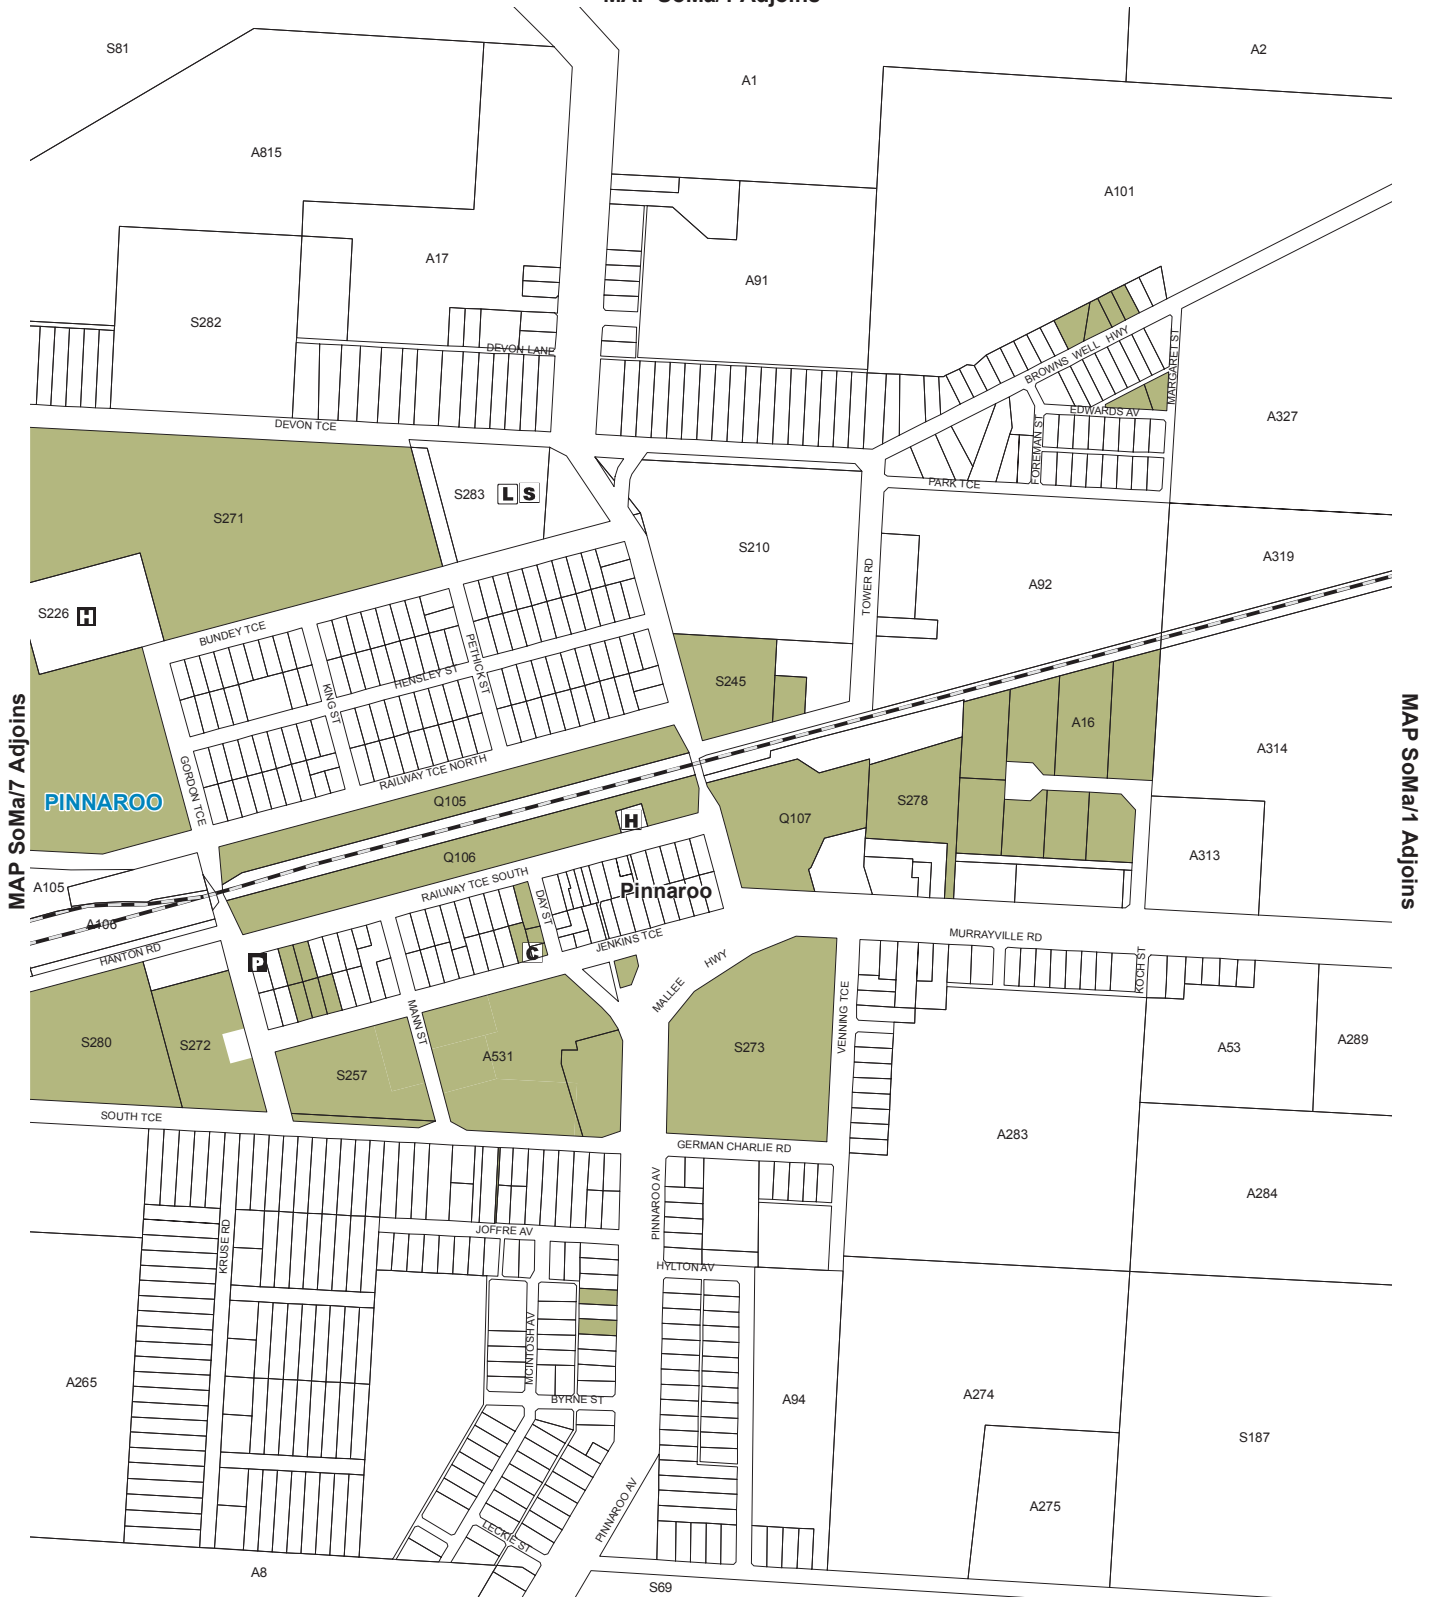 S81
A2
A1
A815
A101
A17
A91
S282
BROWNS WELL HWY
MARGARET ST
DEVON LANE
EDWARDS AV
A327
DEVON TCE
FOREMAN ST
PARK TCE
S283 L S
S271
S210
A319
TOWER RD
A92
S226 H
BUNDEY TCE
PETHICK ST
HENSLEY ST
S245
KING ST
MAP SoMa/7 Adjoins
MAP SoMa/1 Adjoins
A16
A314
GORDON TCE
RAILWAY TCE NORTH
PINNAROO
Q105
S278
H
Q107
Q106
A313
A105
RAILWAY TCE SOUTH
Pinnaroo
DAY ST
A106
JENKINS TCE
MURRAYVILLE RD
HANTON RD
P
C
MALLEE HWY
KOCH ST
VENNING TCE
MANN ST
S280
S272
A531
S273
A53
A289
S257
SOUTH TCE
A283
GERMAN CHARLIE RD
A284
PINNAROO AV
JOFFRE AV
KRUSE RD
HYLTON AV
MCINTOSH AV
A265
A94
A274
BYRNE ST
S187
PINNAROO AV
A275
LECKIE ST
A8
S69